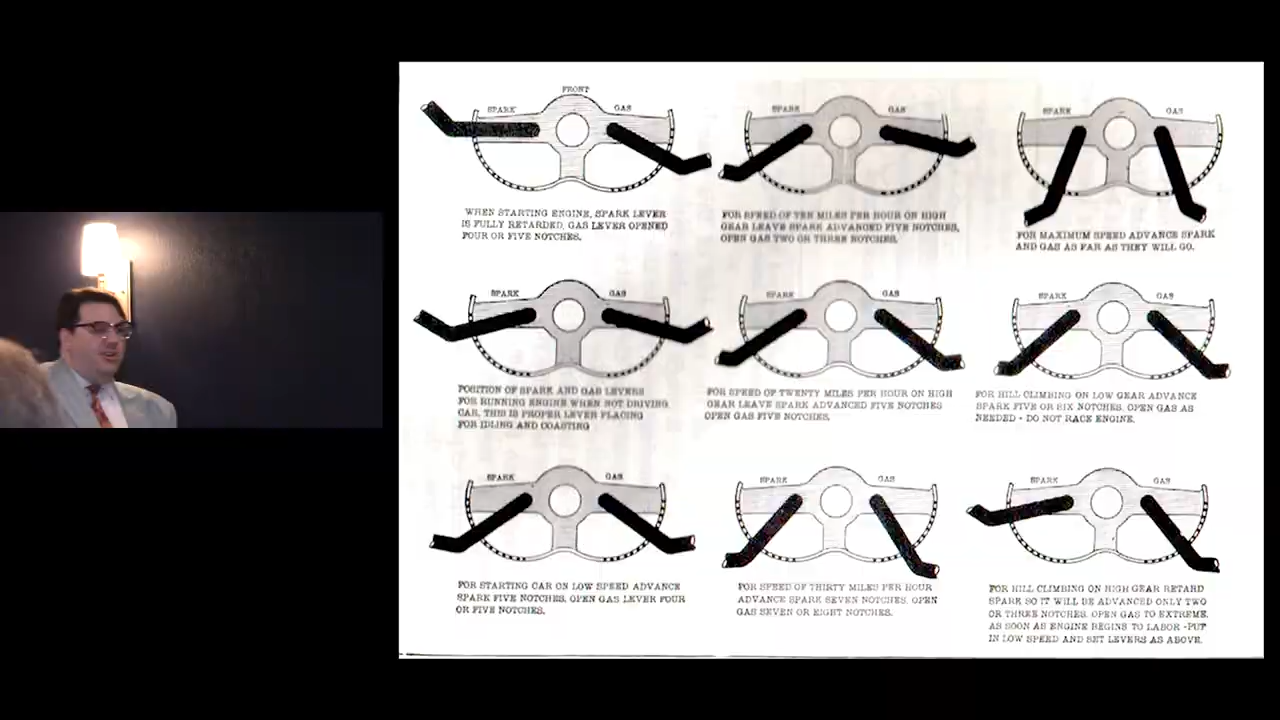 FRONT
SPARK GAS
WHEN STARTING ENGINE, SPARK LEVER
IS FULLY RETARDED, GAS LEVER OPENED
FOUR OR FIVE NOTCHES.
SPARK GAS
FOR SPEED OF TEN MILES PER HOUR ON HIGH
GEAR LEAVE SPARK ADVANCED FIVE NOTCHES,
OPEN GAS TWO OR THREE NOTCHES.
SPARK GAS
FOR MAXIMUM SPEED ADVANCE SPARK
AND GAS AS FAR AS THEY WILL GO.
SPARK GAS
POSITION OF SPARK AND GAS LEVERS
FOR RUNNING ENGINE WHEN NOT DRIVING
CAR, THIS IS PROPER LEVER PLACING
FOR IDLING AND COASTING
SPARK GAS
FOR SPEED OF TWENTY MILES PER HOUR ON HIGH
GEAR LEAVE SPARK ADVANCED FIVE NOTCHES
OPEN GAS FIVE NOTCHES.
SPARK GAS
FOR HILL CLIMBING ON LOW GEAR ADVANCE
SPARK FIVE OR SIX NOTCHES. OPEN GAS AS
NEEDED - DO NOT RACE ENGINE.
SPARK GAS
FOR STARTING CAR ON LOW SPEED ADVANCE
SPARK FIVE NOTCHES. OPEN GAS LEVER FOUR
OR FIVE NOTCHES.
SPARK GAS
FOR SPEED OF THIRTY MILES PER HOUR
ADVANCE SPARK SEVEN NOTCHES. OPEN
GAS SEVEN OR EIGHT NOTCHES.
SPARK GAS
FOR HILL CLIMBING ON HIGH GEAR RETARD
SPARK SO IT WILL BE ADVANCED ONLY TWO
OR THREE NOTCHES. OPEN GAS TO EXTREME.
AS SOON AS ENGINE BEGINS TO LABOR -PUT
IN LOW SPEED AND SET LEVERS AS ABOVE.